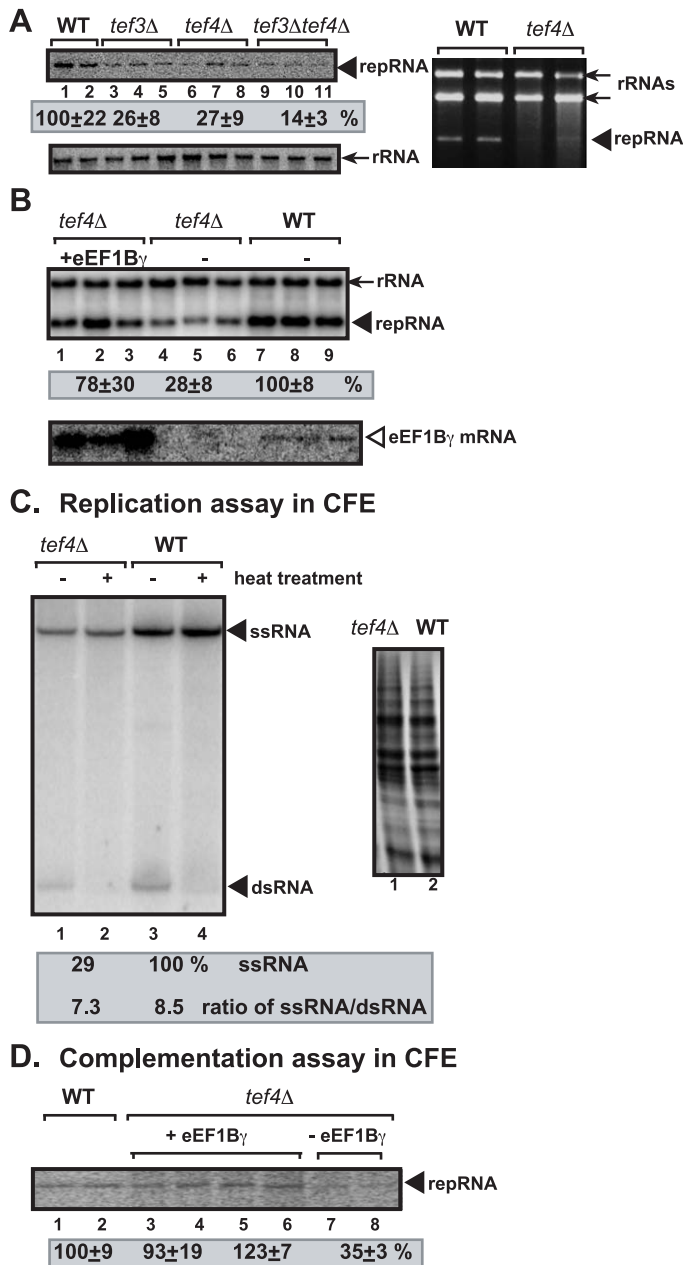 A
WT tef3Δ tef4Δ tef3Δtef4Δ
repRNA
1 2 3 4 5 6 7 8 9 10 11
100±22 26±8 27±9 14±3 %
rRNA
WT tef4Δ
rRNAs
repRNA
B
tef4Δ tef4Δ WT
+eEF1Bγ - -
rRNA
repRNA
1 2 3 4 5 6 7 8 9
78±30 28±8 100±8 %
eEF1Bγ mRNA
C. Replication assay in CFE
tef4Δ WT
- + - + heat treatment
ssRNA
dsRNA
1 2 3 4
tef4Δ WT
1 2
29 100 % ssRNA
7.3 8.5 ratio of ssRNA/dsRNA
D. Complementation assay in CFE
WT tef4Δ
+ eEF1Bγ - eEF1Bγ
repRNA
1 2 3 4 5 6 7 8
100±9 93±19 123±7 35±3 %